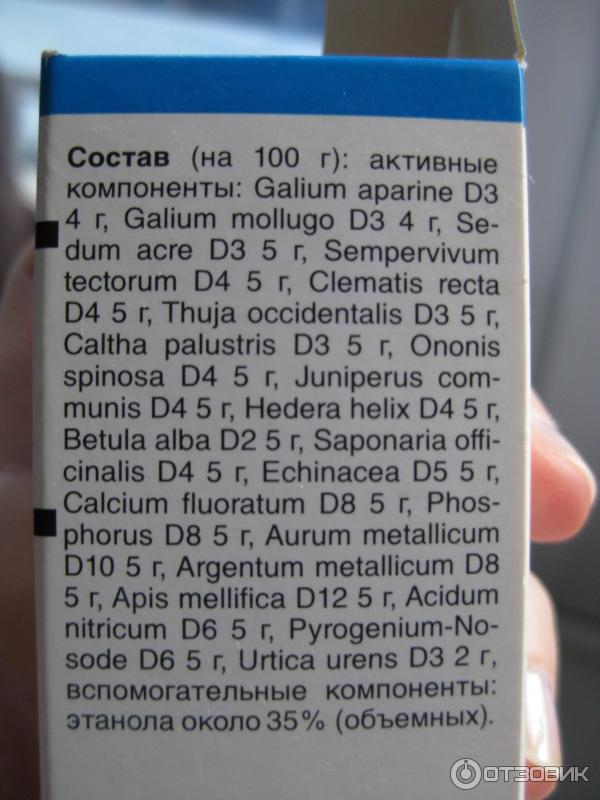 Состав (на 100 г): активные
компоненты: Galium aparine D3
4 г, Galium mollugo D3 4 г, Se-
dum acre D3 5 г, Sempervivum
tectorum D4 5 г, Clematis recta
D4 5 г, Thuja occidentalis D3 5 г,
Caltha palustris D3 5 г, Ononis
spinosa D4 5 г, Juniperus com-
munis D4 5 г, Hedera helix D4 5 г,
Betula alba D2 5 г, Saponaria offi-
cinalis D4 5 г, Echinacea D5 5 г,
Calcium fluoratum D8 5 г, Phos-
phorus D8 5 г, Aurum metallicum
D10 5 г, Argentum metallicum D8
5 г, Apis mellifica D12 5 г, Acidum
nitricum D6 5 г, Pyrogenium-No-
sode D6 5 г, Urtica urens D3 2 г,
вспомогательные компоненты:
этанола около 35% (объемных).
ОТЗОВИК